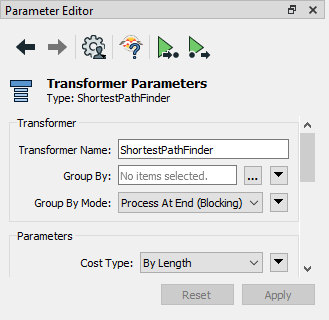 Parameter Editor
Transformer Parameters
Type: ShortestPathFinder
Transformer
Transformer Name: ShortestPathFinder
Group By: No items selected. ...
Group By Mode: Process At End (Blocking)
Parameters
Cost Type: By Length
Reset Apply